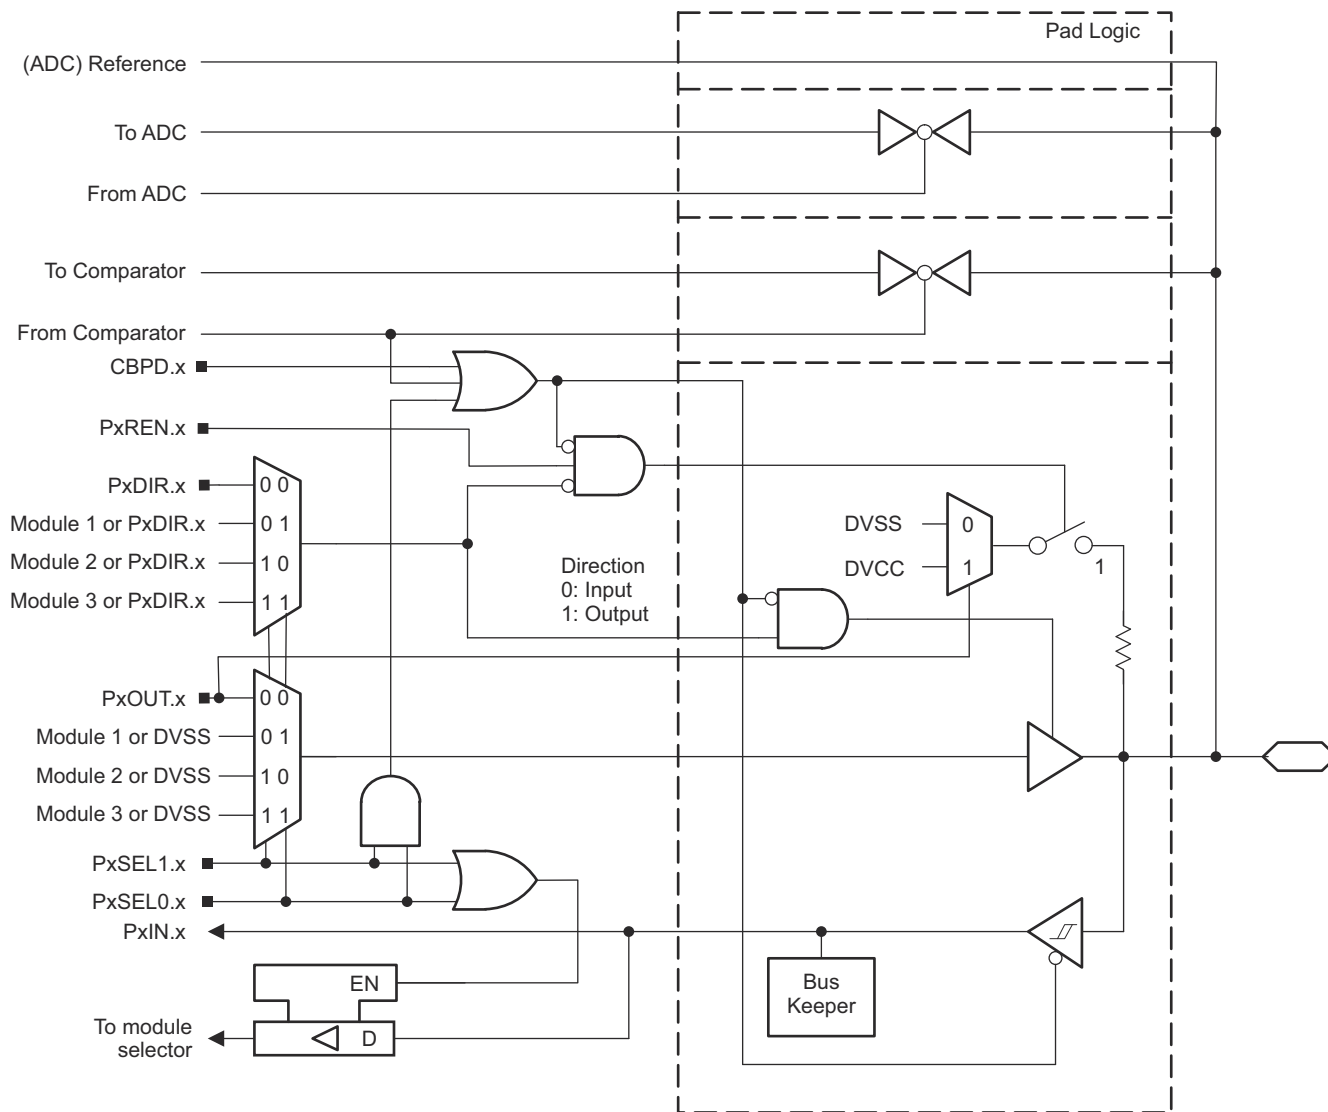 Pad Logic
(ADC) Reference
To ADC
From ADC
To Comparator
From Comparator
CBPD.x
PxREN.x
PxDIR.x
0 0
Module 1 or PxDIR.x
0 1
Module 2 or PxDIR.x
1 0
Module 3 or PxDIR.x
1 1
Direction
0: Input
1: Output
DVSS
0
DVCC
1
1
PxOUT.x
0 0
Module 1 or DVSS
0 1
Module 2 or DVSS
1 0
Module 3 or DVSS
1 1
PxSEL1.x
PxSEL0.x
PxIN.x
EN
D
To module
selector
Bus
Keeper